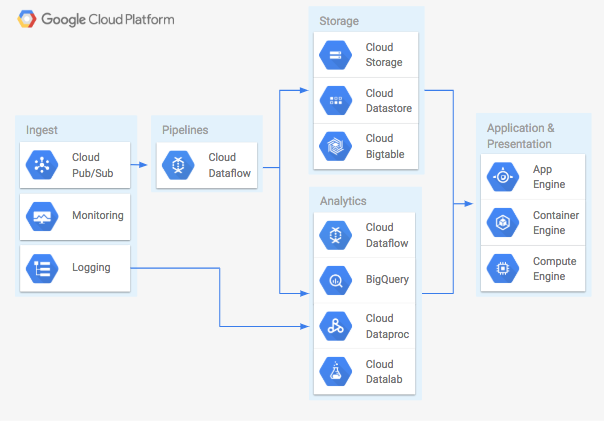 Google Cloud Platform
Ingest
Cloud
Pub/Sub
Monitoring
Logging
Pipelines
Cloud
Dataflow
Storage
Cloud
Storage
Cloud
Datastore
Cloud
Bigtable
Analytics
Cloud
Dataflow
BigQuery
Cloud
Dataproc
Cloud
Datalab
Application &
Presentation
App
Engine
Container
Engine
Compute
Engine